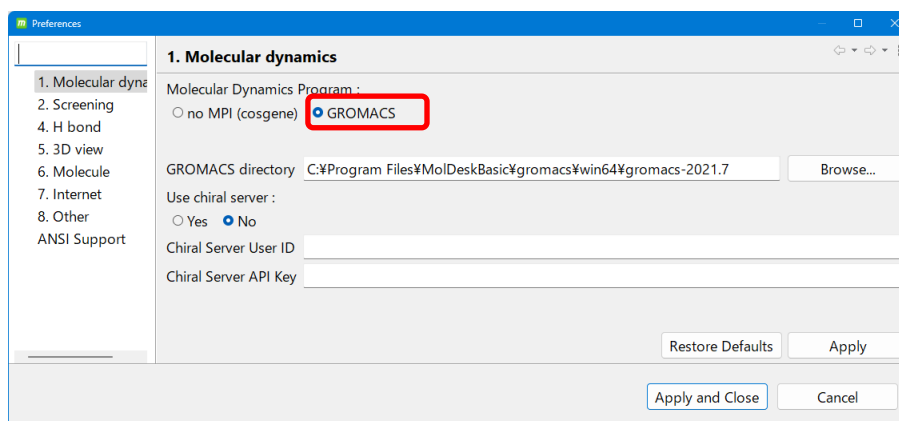 Preferences
1. Molecular dyna
2. Screening
4. H bond
5. 3D view
6. Molecule
7. Internet
8. Other
ANSI Support
1. Molecular dynamics
Molecular Dynamics Program :
no MPI (cosgene) GROMACS
GROMACS directory C:¥Program Files¥MolDeskBasic¥gromacs¥win64¥gromacs-2021.7 Browse...
Use chiral server :
Yes No
Chiral Server User ID
Chiral Server API Key
Restore Defaults Apply
Apply and Close Cancel